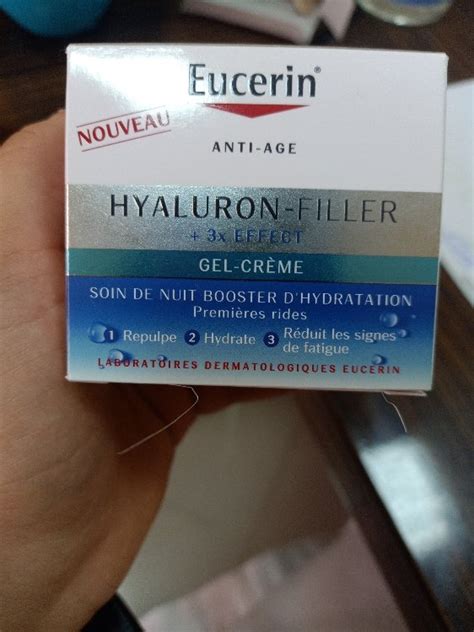 Eucerin®
NOUVEAU
ANTI-AGE
HYALURON-FILLER
+ 3x EFFECT
GEL-CRÈME
SOIN DE NUIT BOOSTER D'HYDRATATION
Premières rides
1 Repulpe 2 Hydrate 3 Réduit les signes
de fatigue
LABORATOIRES DERMATOLOGIQUES EUCERIN